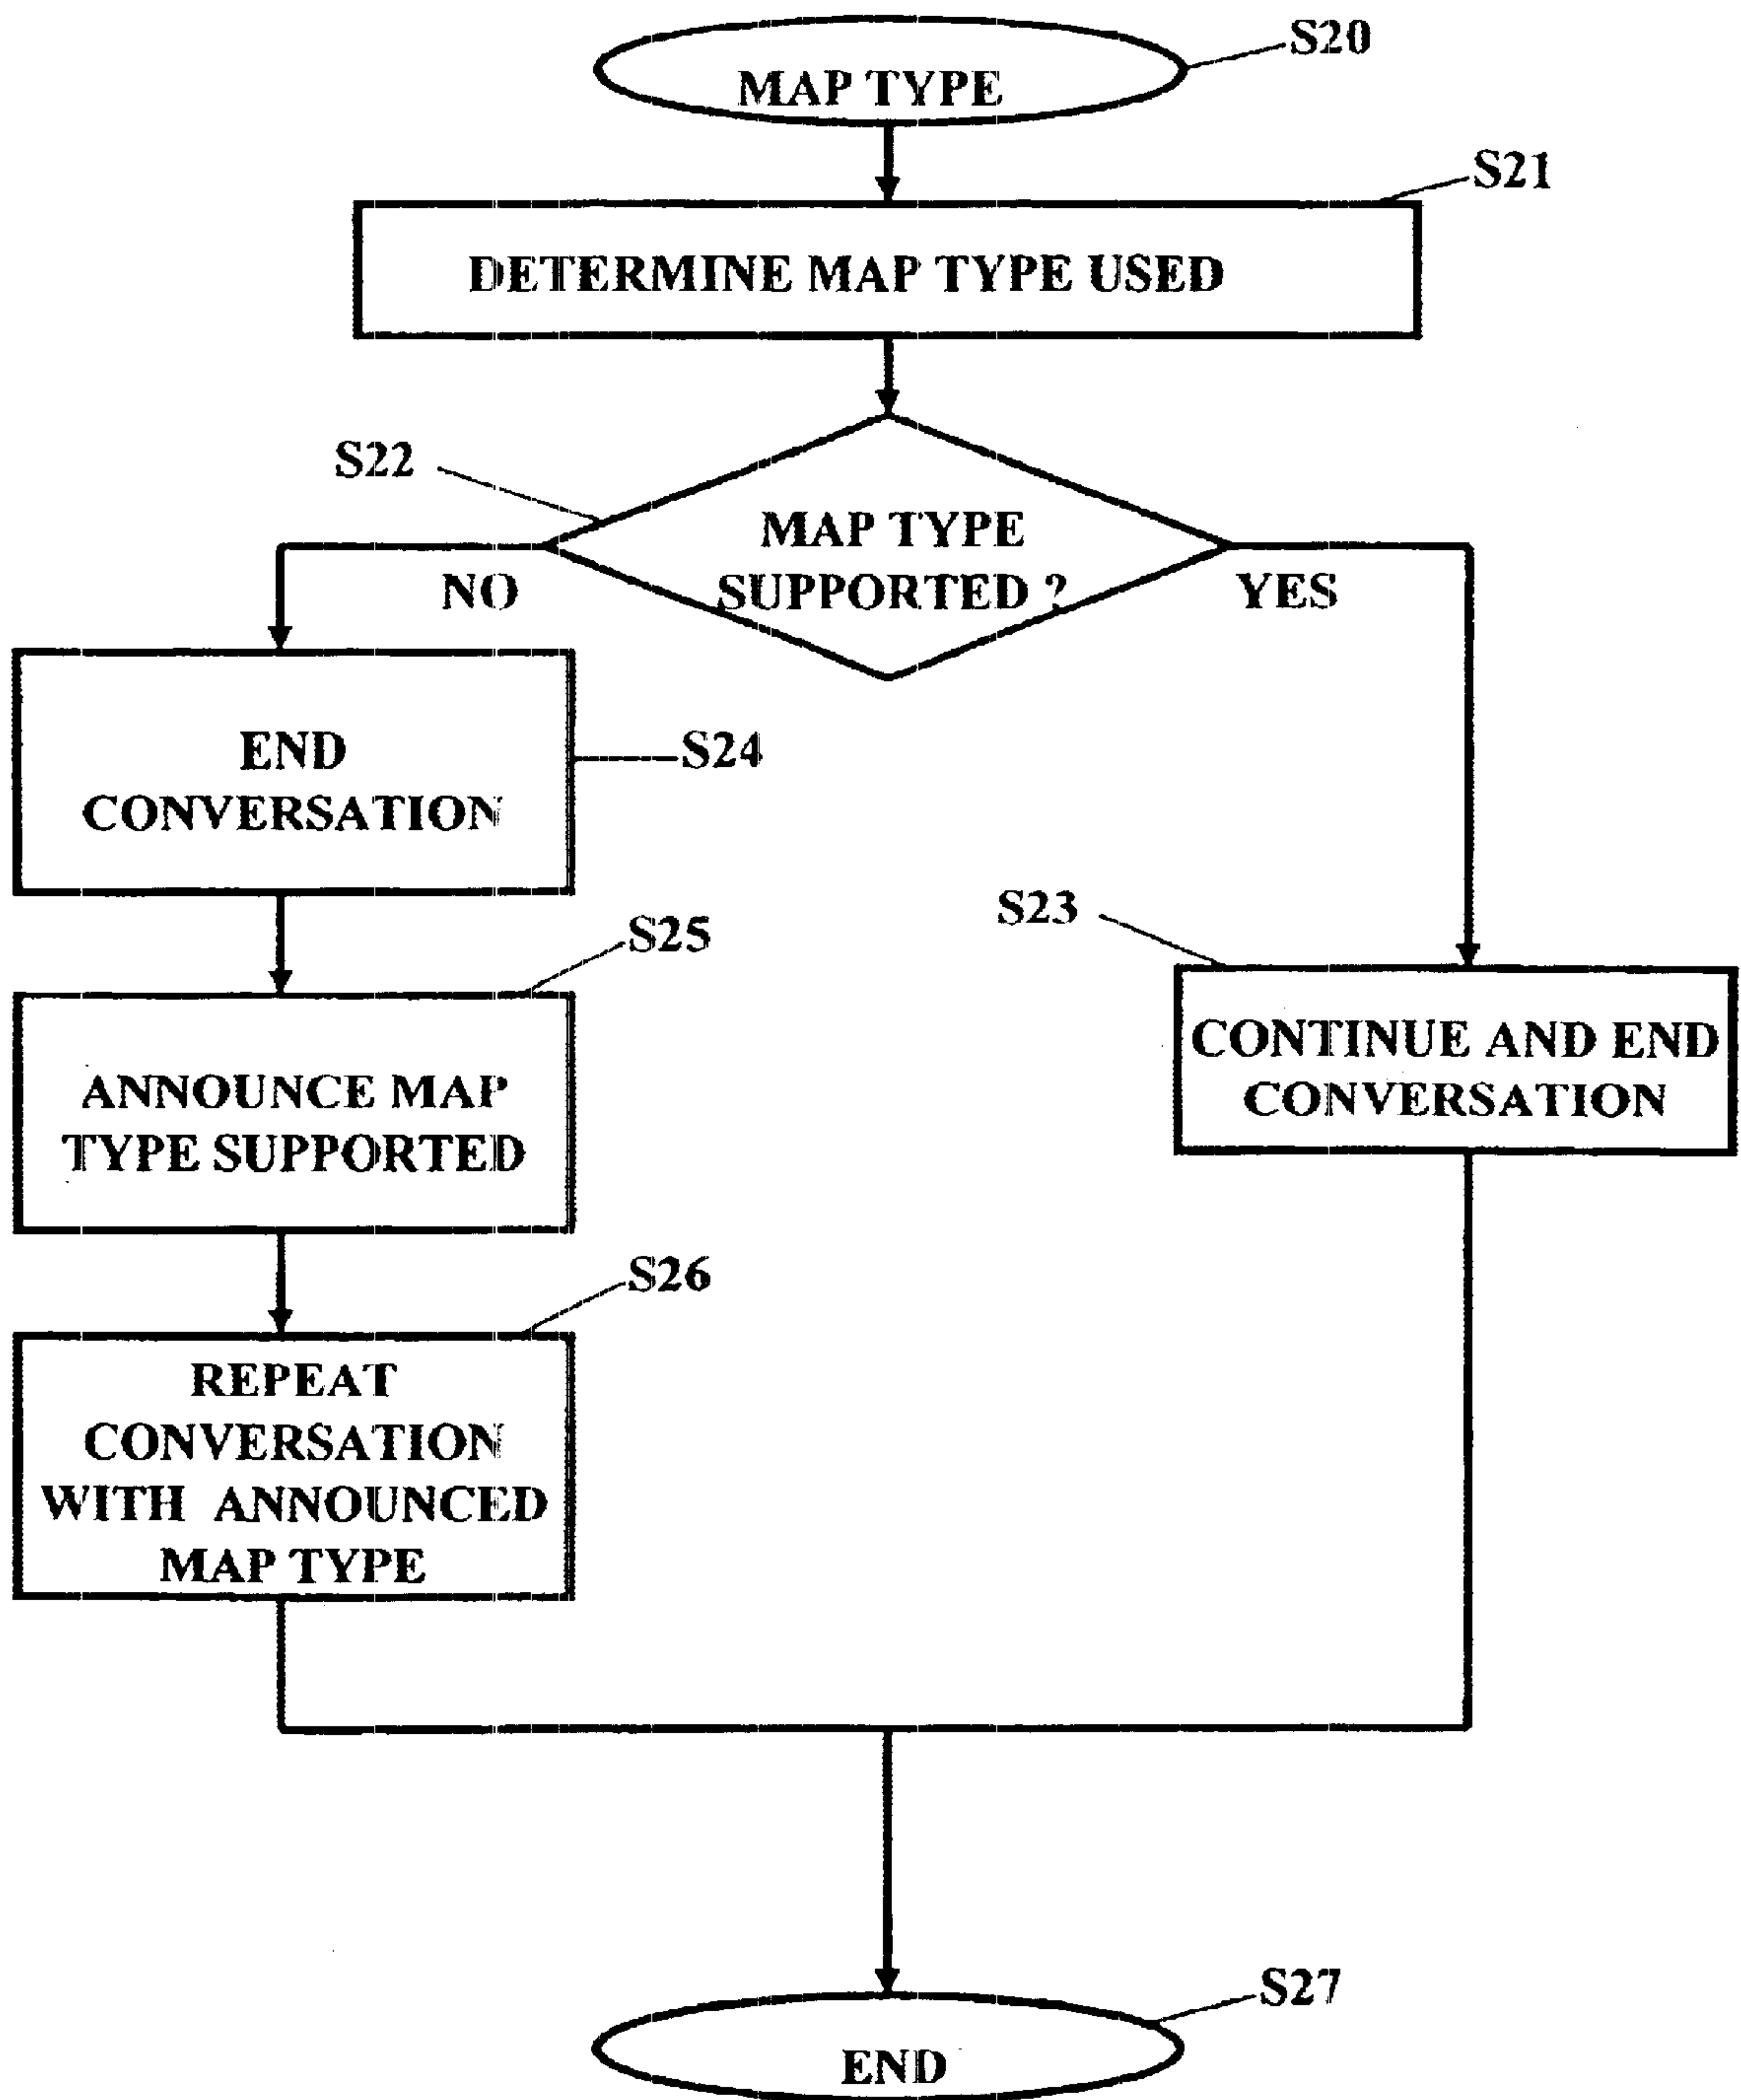 S20
MAP TYPE
S21
DETERMINE MAP TYPE USED
S22
MAP TYPE
SUPPORTED ?
NO
YES
END
CONVERSATION
S24
S25
ANNOUNCE MAP
TYPE SUPPORTED
S23
CONTINUE AND END
CONVERSATION
S26
REPEAT
CONVERSATION
WITH ANNOUNCED
MAP TYPE
S27
END